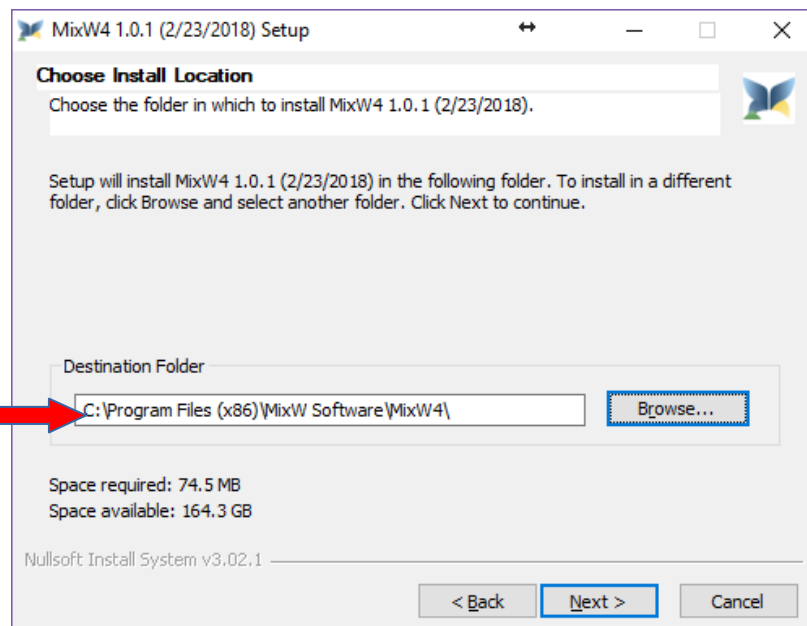 MixW4 1.0.1 (2/23/2018) Setup
Choose Install Location
Choose the folder in which to install MixW4 1.0.1 (2/23/2018).
Setup will install MixW4 1.0.1 (2/23/2018) in the following folder. To install in a different
folder, click Browse and select another folder. Click Next to continue.
Destination Folder
C:\Program Files (x86)\MixW Software\MixW4\
Browse...
Space required: 74.5 MB
Space available: 164.3 GB
Nullsoft Install System v3.02.1
< Back
Next >
Cancel